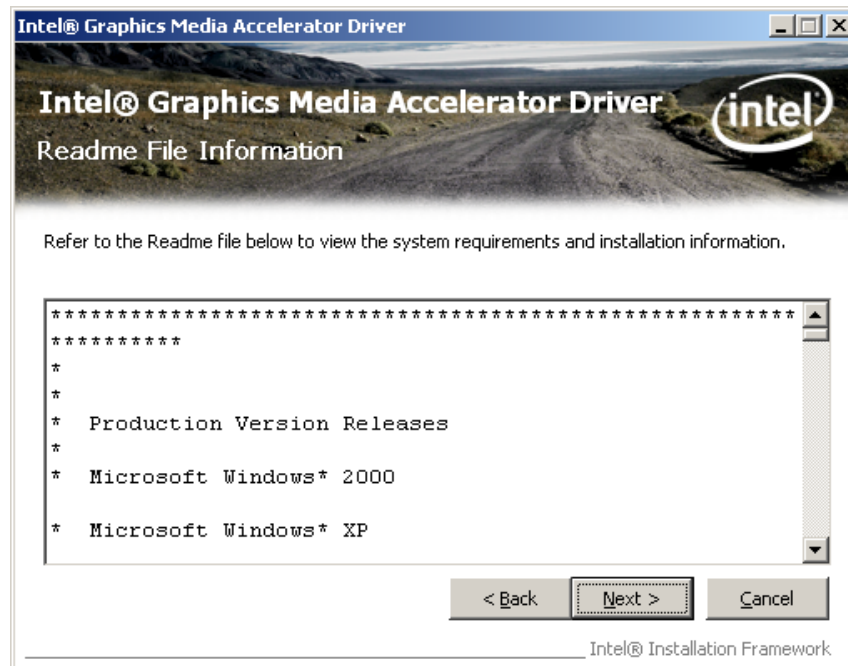 Intel® Graphics Media Accelerator Driver
Intel® Graphics Media Accelerator Driver
intel
Readme File Information
Refer to the Readme file below to view the system requirements and installation information.
********************************************************
**********
*
*
* Production Version Releases
*
* Microsoft Windows* 2000
* Microsoft Windows* XP
< Back
Next >
Cancel
Intel® Installation Framework